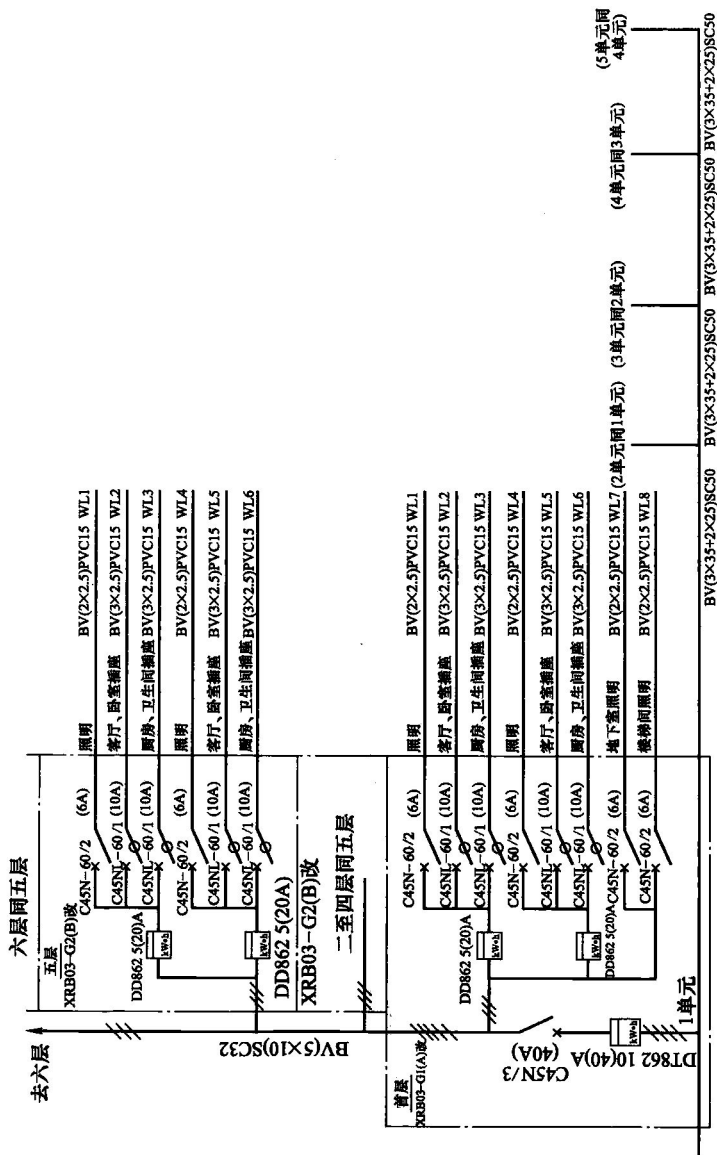 六层同五层
五层
XRB03-G2(B)改
去六层
C45N-60/2 (6A) 照明 BV(2×2.5)PVC15 WL1
C45NL-60/1 (10A) 客厅、卧室插座 BV(3×2.5)PVC15 WL2
C45NL-60/1 (10A) 厨房、卫生间插座 BV(3×2.5)PVC15 WL3
DD862 5(20)A
kW•h
C45N-60/2 (6A) 照明 BV(2×2.5)PVC15 WL4
C45NL-60/1 (10A) 客厅、卧室插座 BV(3×2.5)PVC15 WL5
C45NL-60/1 (10A) 厨房、卫生间插座 BV(3×2.5)PVC15 WL6
kW•h
DD862 5(20A)
XRB03-G2(B)改
二至四层同五层
BV(5×10)SC32
首层
XRB03-G1(A)改
C45N-60/2 (6A) 照明 BV(2×2.5)PVC15 WL1
C45NL-60/1 (10A) 客厅、卧室插座 BV(3×2.5)PVC15 WL2
C45NL-60/1 (10A) 厨房、卫生间插座 BV(3×2.5)PVC15 WL3
DD862 5(20)A
kW•h
C45N-60/2 (6A) 照明 BV(2×2.5)PVC15 WL4
C45NL-60/1 (10A) 客厅、卧室插座 BV(3×2.5)PVC15 WL5
C45NL-60/1 (10A) 厨房、卫生间插座 BV(3×2.5)PVC15 WL6
kW•h
DD862 5(20)A
C45N-60/2 (6A) 地下室照明 BV(2×2.5)PVC15 WL7
C45N-60/2 (6A) 楼梯间照明 BV(2×2.5)PVC15 WL8
C45N/3
(40A)
kW•h
DT862 10(40)A
1单元
(2单元同1单元)
(3单元同2单元)
(4单元同3单元)
(5单元同
4单元)
BV(3×35+2×25)SC50
BV(3×35+2×25)SC50
BV(3×35+2×25)SC50
BV(3×35+2×25)SC50